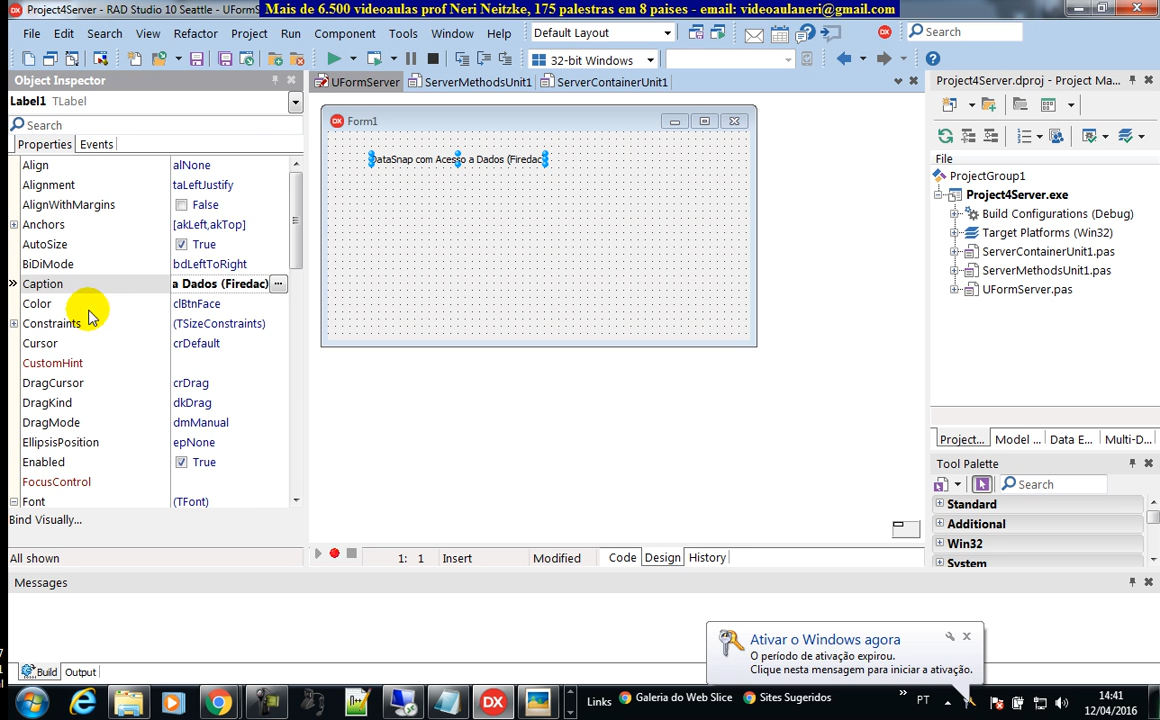 Project4Server - RAD Studio 10 Seattle - UFormS
Mais de 6.500 videoaulas prof Neri Neitzke, 175 palestras em 8 paises - email: videoaulaneri@gmail.com
File Edit Search View Refactor Project Run Component Tools Window Help
Default Layout
Search
32-bit Windows
Object Inspector
UFormServer ServerMethodsUnit1 ServerContainerUnit1
Project4Server.dproj - Project Ma...
Label1 TLabel
Search
Properties Events
Form1
DataSnap com Acesso a Dados (Firedac)
Align alNone
Alignment taLeftJustify
AlignWithMargins False
Anchors [akLeft,akTop]
AutoSize True
BiDiMode bdLeftToRight
Caption a Dados (Firedac) ...
Color clBtnFace
Constraints (TSizeConstraints)
Cursor crDefault
CustomHint
DragCursor crDrag
DragKind dkDrag
DragMode dmManual
EllipsisPosition epNone
Enabled True
FocusControl
Font (TFont)
Bind Visually...
All shown
File
ProjectGroup1
Project4Server.exe
Build Configurations (Debug)
Target Platforms (Win32)
ServerContainerUnit1.pas
ServerMethodsUnit1.pas
UFormServer.pas
Project... Model ... Data E... Multi-D...
Tool Palette
Search
Standard
Additional
Win32
System
1: 1 Insert Modified Code Design History
Messages
Build Output
Ativar o Windows agora
O período de ativação expirou.
Clique nesta mensagem para iniciar a ativação.
Links Galeria do Web Slice Sites Sugeridos
PT
14:41
12/04/2016